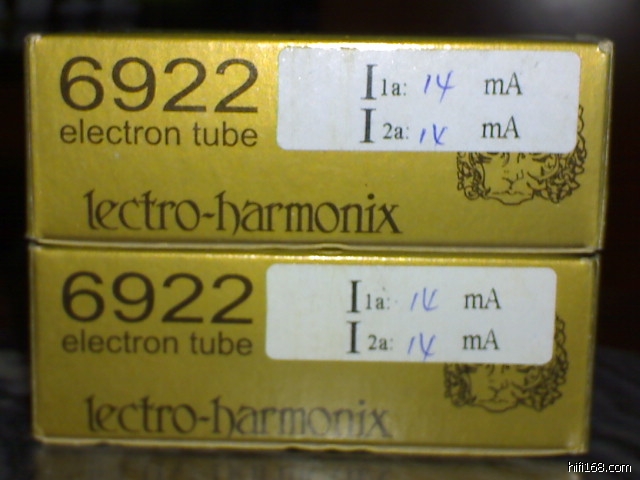 6922
electron tube
I1a: 14 mA
I2a: 14 mA
lectro-harmonix
6922
electron tube
I1a: 14 mA
I2a: 14 mA
lectro-harmonix
hifi168.com